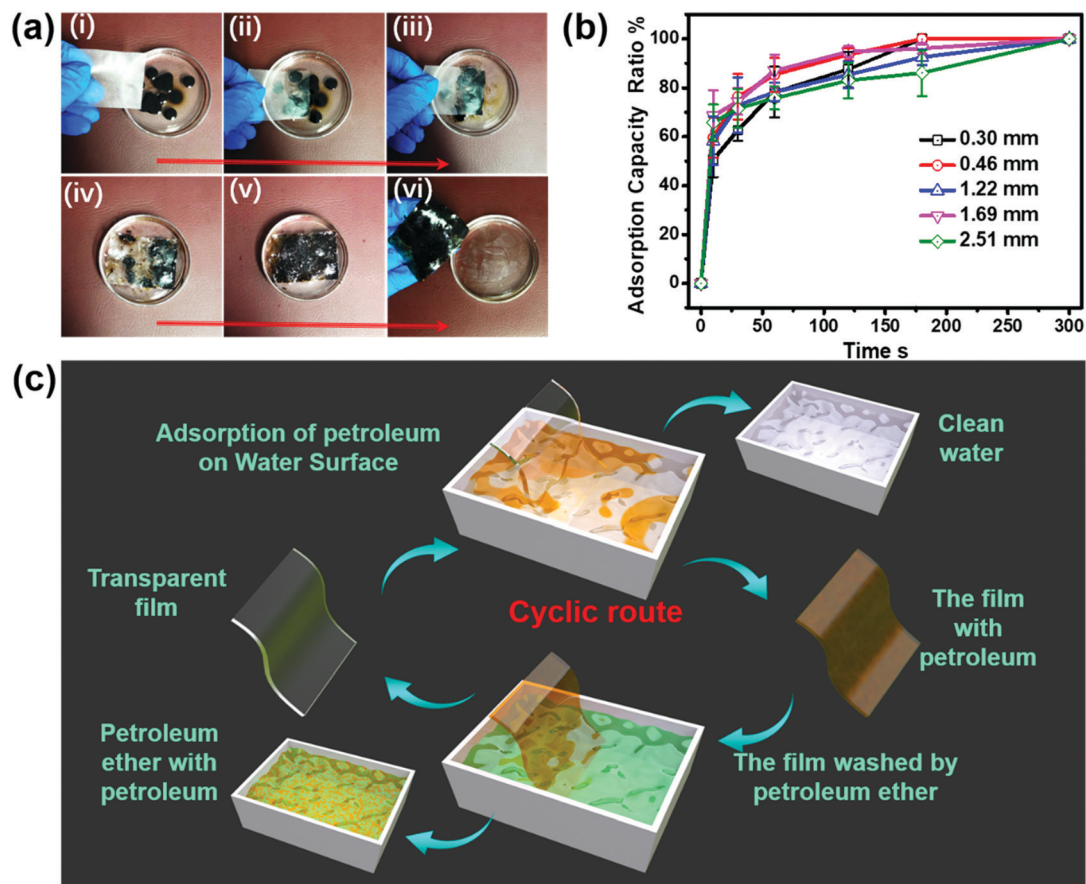 (a)
(i)
(ii)
(iii)
(iv)
(v)
(vi)
(b)
Adsorption Capacity Ratio %
100
80
60
40
20
0
0.30 mm
0.46 mm
1.22 mm
1.69 mm
2.51 mm
0
50
100
150
200
250
300
Time s
(c)
Adsorption of petroleum
on Water Surface
Clean
water
Transparent
film
Cyclic route
The film
with
petroleum
Petroleum
ether with
petroleum
The film washed by
petroleum ether